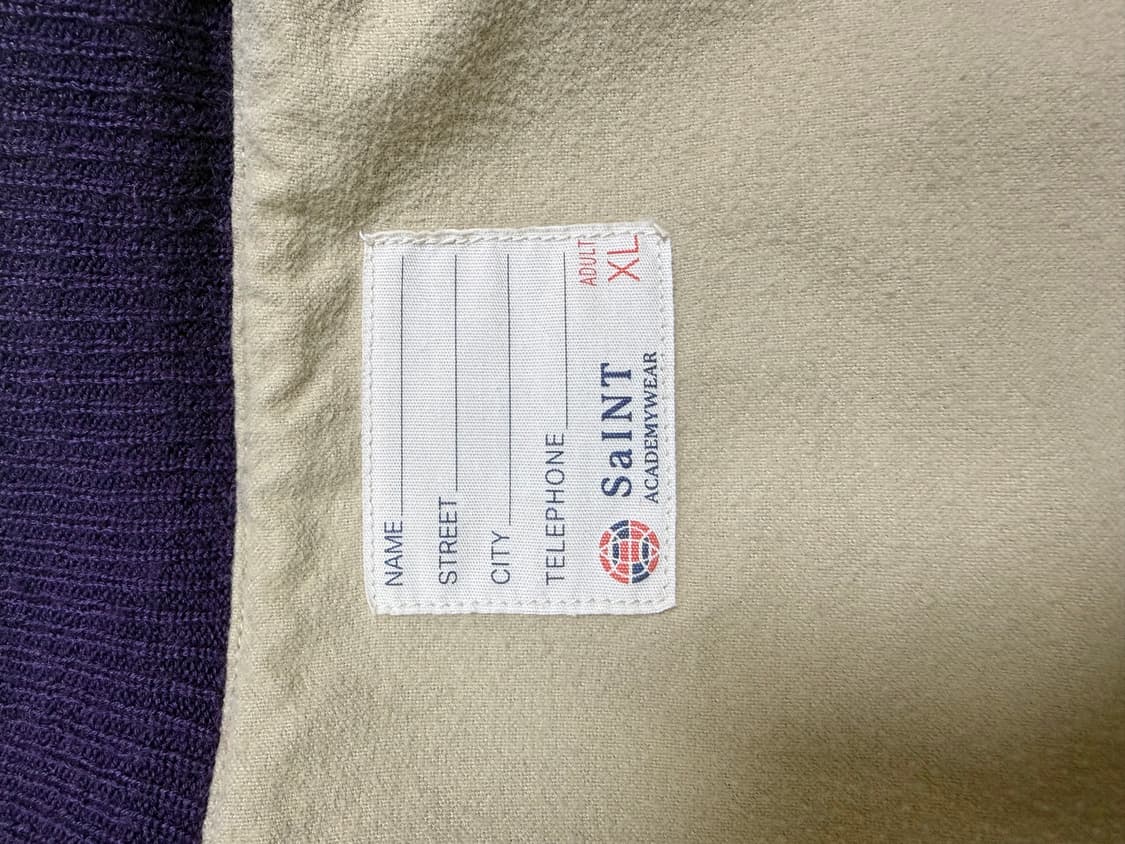 NAME
STREET
CITY
TELEPHONE
SaINT
ACADEMYWEAR
ADULT
XL